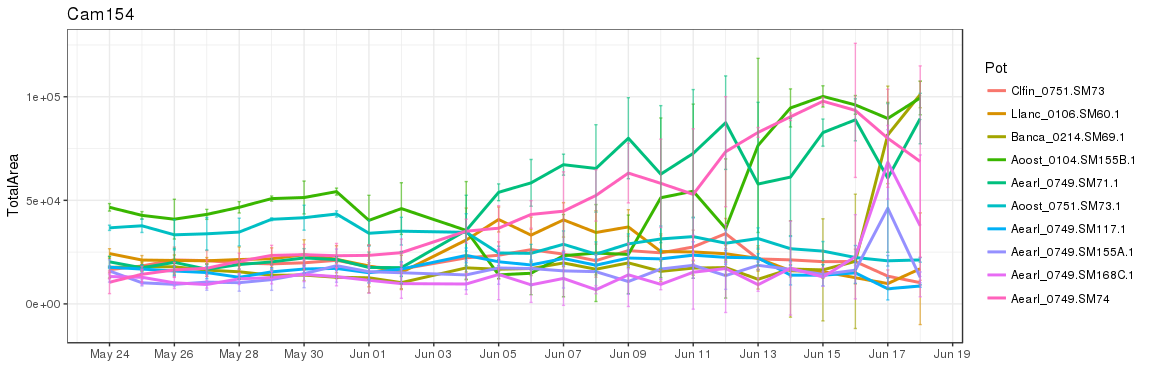 Cam154
TotalArea
1e+05
5e+04
0e+00
May 24 May 26 May 28 May 30 Jun 01 Jun 03 Jun 05 Jun 07 Jun 09 Jun 11 Jun 13 Jun 15 Jun 17 Jun 19
Pot
Clfin_0751.SM73
Llanc_0106.SM60.1
Banca_0214.SM69.1
Aoost_0104.SM155B.1
Aearl_0749.SM71.1
Aoost_0751.SM73.1
Aearl_0749.SM117.1
Aearl_0749.SM155A.1
Aearl_0749.SM168C.1
Aearl_0749.SM74